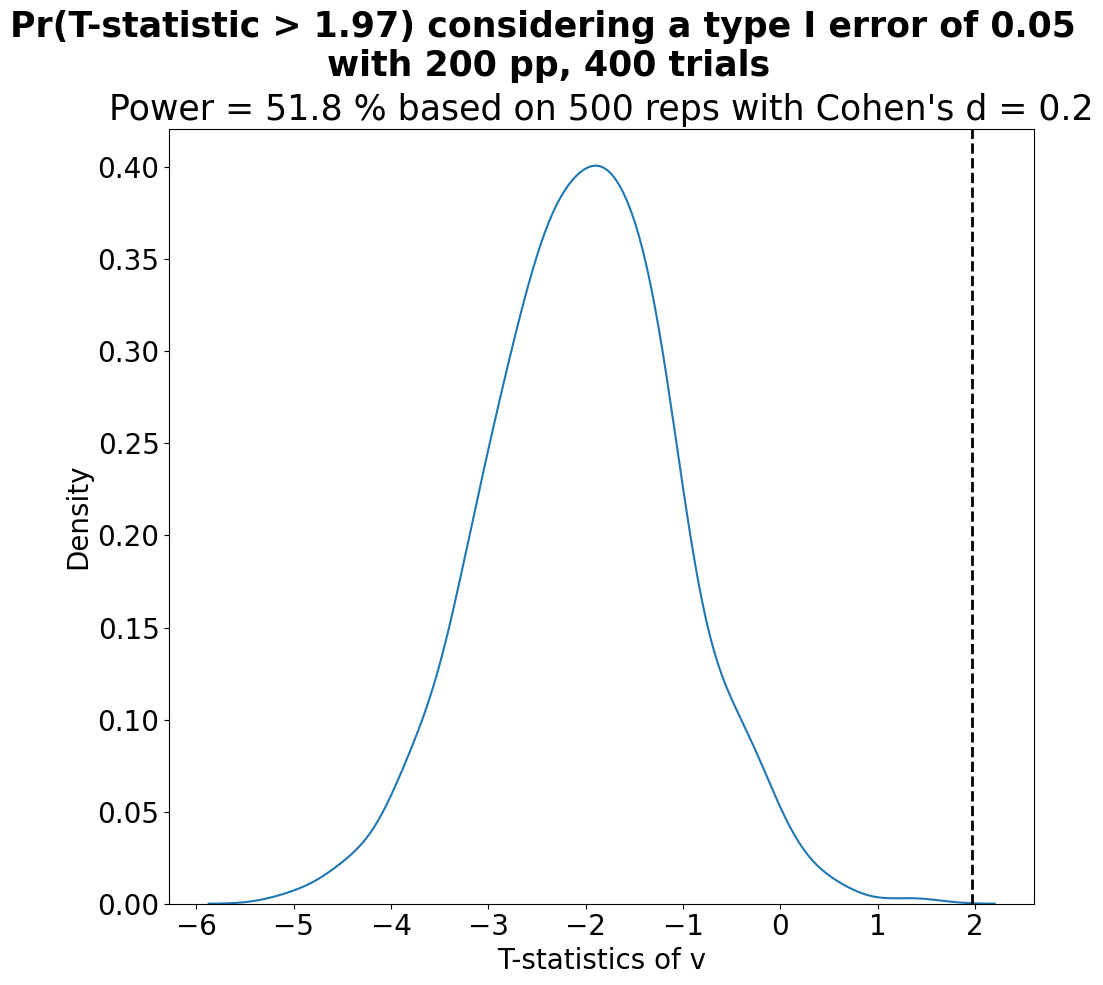 Pr(T-statistic > 1.97) considering a type I error of 0.05
with 200 pp, 400 trials
Power = 51.8 % based on 500 reps with Cohen's d = 0.2
0.40
0.35
0.30
0.25
0.20
0.15
0.10
0.05
0.00
Density
−6 −5 −4 −3 −2 −1 0 1 2
T-statistics of v